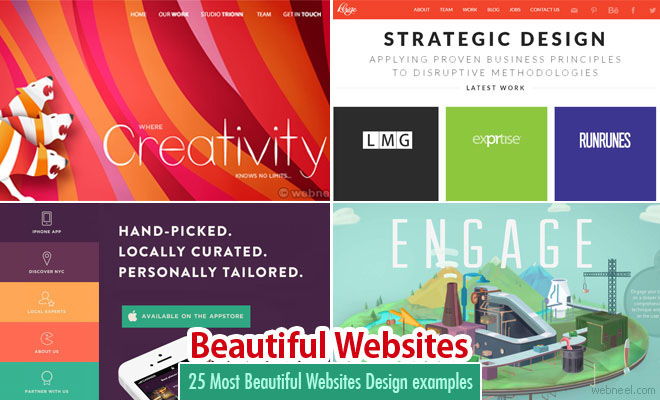 HOME
OUR WORK
STUDIO TRIONN
TEAM
GET IN TOUCH
WHERE
Creativity
KNOWS NO LIMITS...
© webneel
ABOUT
TEAM
WORK
BLOG
JOBS
CONTACT US
STRATEGIC DESIGN
APPLYING PROVEN BUSINESS PRINCIPLES
TO DISRUPTIVE METHODOLOGIES
LATEST WORK
LMG
exprtise
RUNRUNES
IPHONE APP
DISCOVER NYC
LOCAL EXPERTS
ABOUT US
PARTNER WITH US
HAND-PICKED.
LOCALLY CURATED.
PERSONALLY TAILORED.
AVAILABLE ON THE APPSTORE
ENGAGE
Beautiful Websites
25 Most Beautiful Websites Design examples
webneel.com